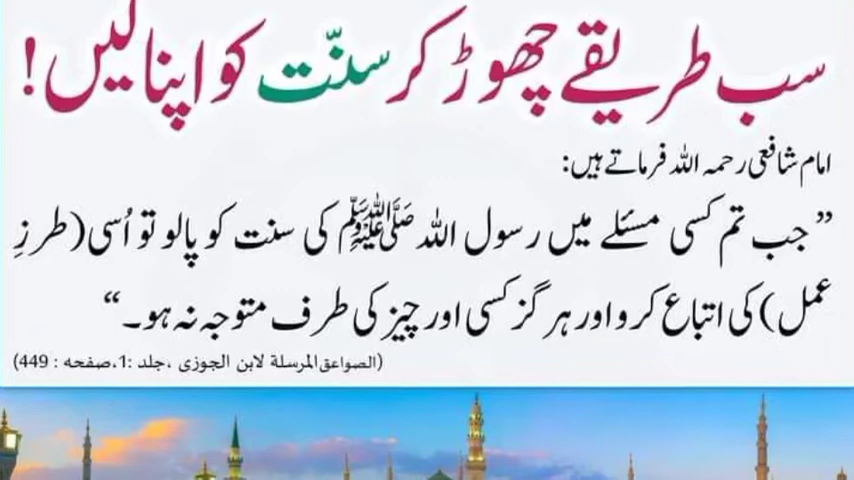 سب طریقے چھوڑ کر سنّت کو اپنا لیں!
امام شافعی رحمہ اللہ فرماتے ہیں:
”جب تم کسی مسئلے میں رسول اللہ ﷺ کی سنت کو پالو تو اُسی (طرزِ
عمل) کی اتباع کرو اور ہرگز کسی اور چیز کی طرف متوجہ نہ ہو۔“
(الصواعق المرسلة لابن الجوزی ،جلد :1،صفحہ : 449)